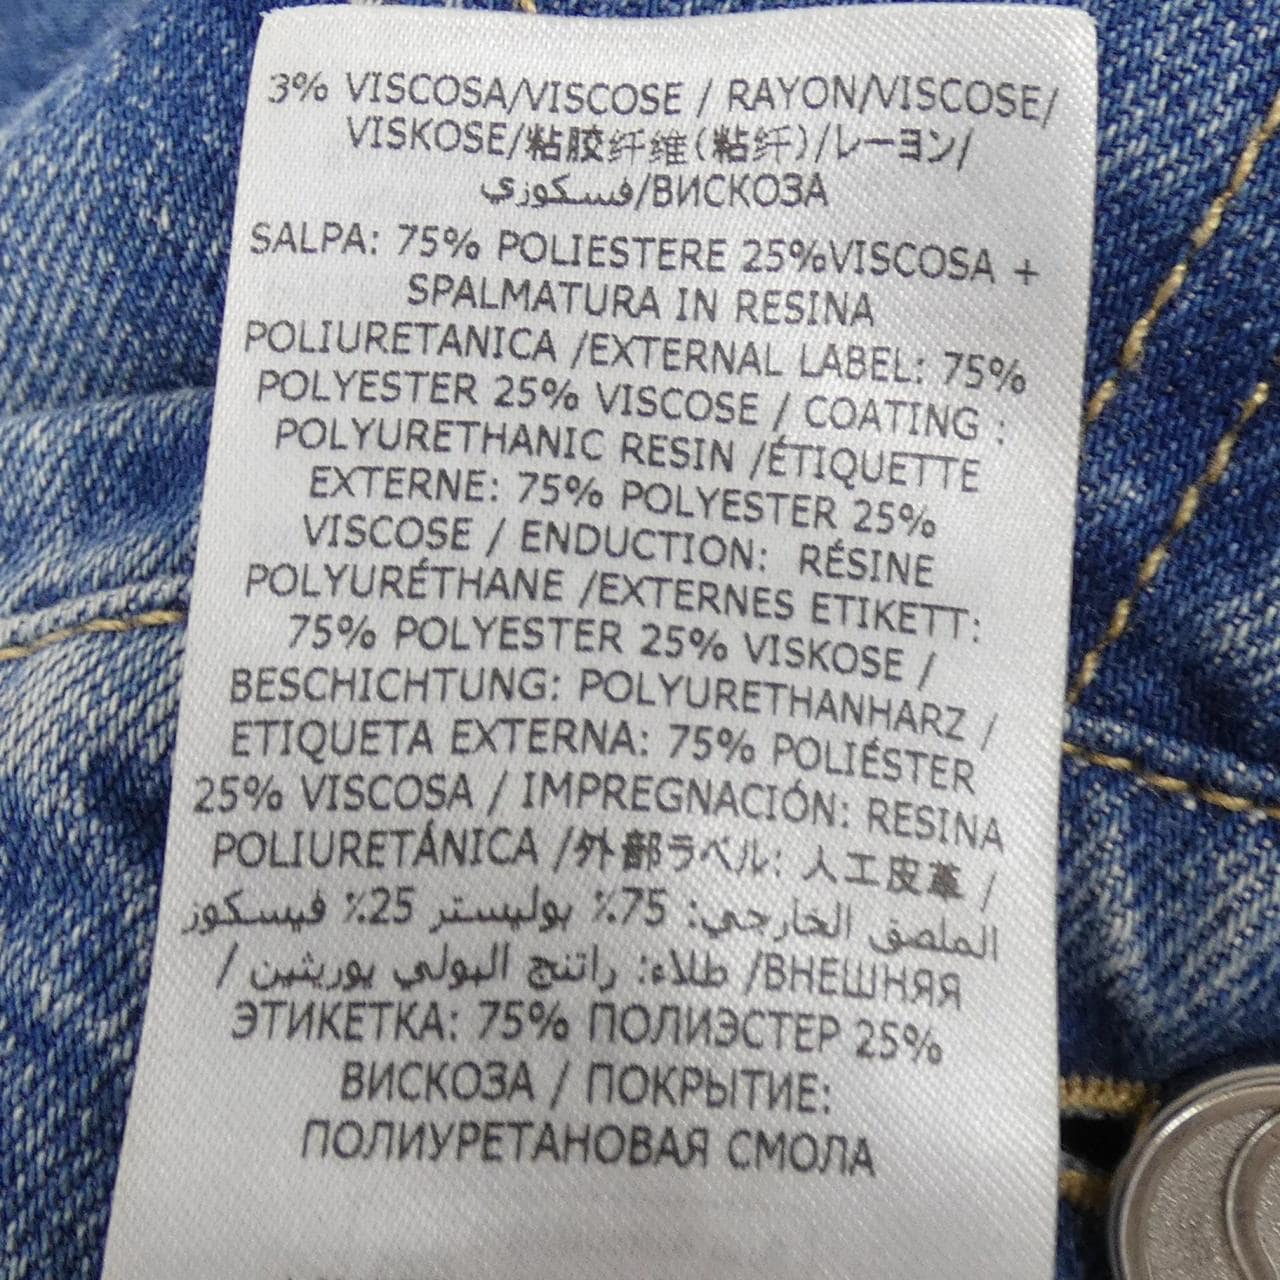 3% VISCOSA/VISCOSE / RAYON/VISCOSE/
VISKOSE/粘胶纤维(粘纤)/レーヨン/
فسكوزي/ВИСКОЗА
SALPA: 75% POLIESTERE 25%VISCOSA +
SPALMATURA IN RESINA
POLIURETANICA /EXTERNAL LABEL: 75%
POLYESTER 25% VISCOSE / COATING :
POLYURETHANIC RESIN /ÉTIQUETTE
EXTERNE: 75% POLYESTER 25%
VISCOSE / ENDUCTION: RÉSINE
POLYURÉTHANE /EXTERNES ETIKETT:
75% POLYESTER 25% VISKOSE /
BESCHICHTUNG: POLYURETHANHARZ /
ETIQUETA EXTERNA: 75% POLIÉSTER
25% VISCOSA / IMPREGNACIÓN: RESINA
POLIURETÁNICA /外部ラベル: 人工皮革 /
الملصق الخارجي: 75٪ بوليستر 25٪ فيسكوز
/ طلاء: راتنج البولي يوريثين /ВНЕШНЯЯ
ЭТИКЕТКА: 75% ПОЛИЭСТЕР 25%
ВИСКОЗА / ПОКРЫТИЕ:
ПОЛИУРЕТАНОВАЯ СМОЛА